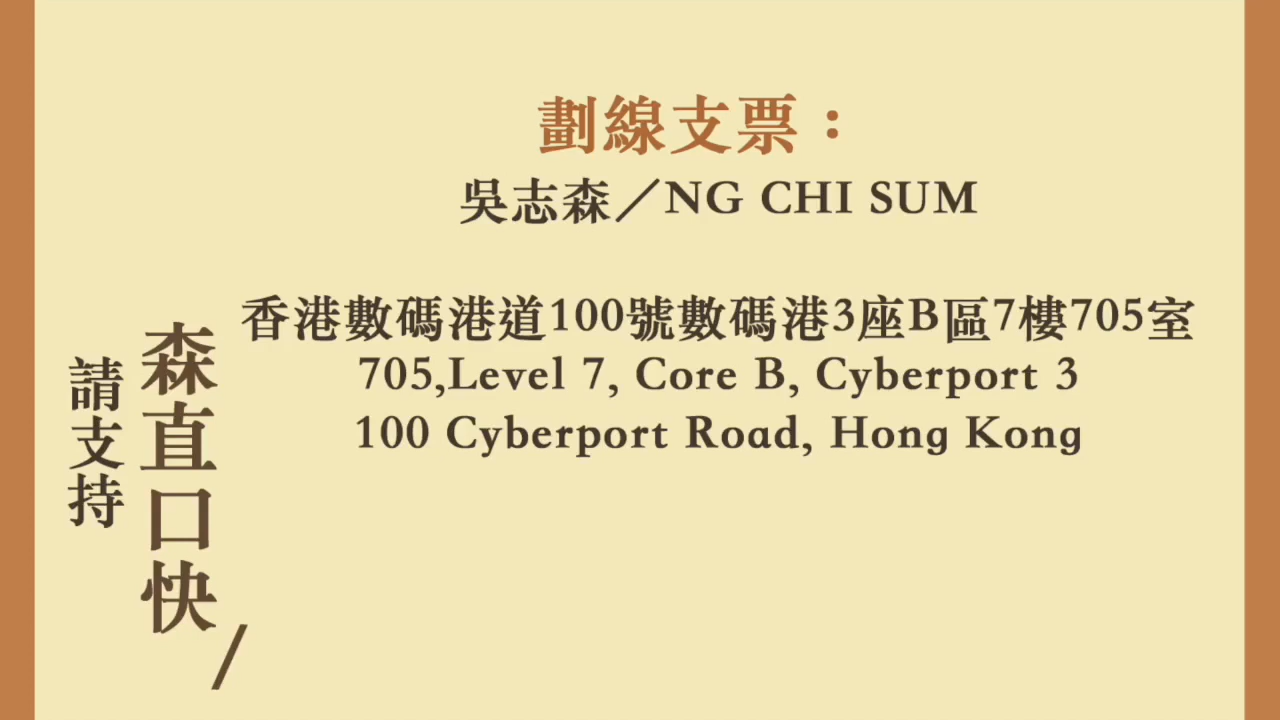 劃線支票：
吳志森／NG CHI SUM
香港數碼港道100號數碼港3座B區7樓705室
705,Level 7, Core B, Cyberport 3
100 Cyberport Road, Hong Kong
請支持
森直口快
/